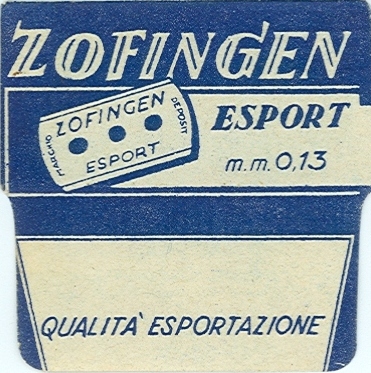 ZOFINGEN
ZOFINGEN
MARCHIO
DEPOSIT
ESPORT
ESPORT
m.m. 0,13
QUALITA' ESPORTAZIONE